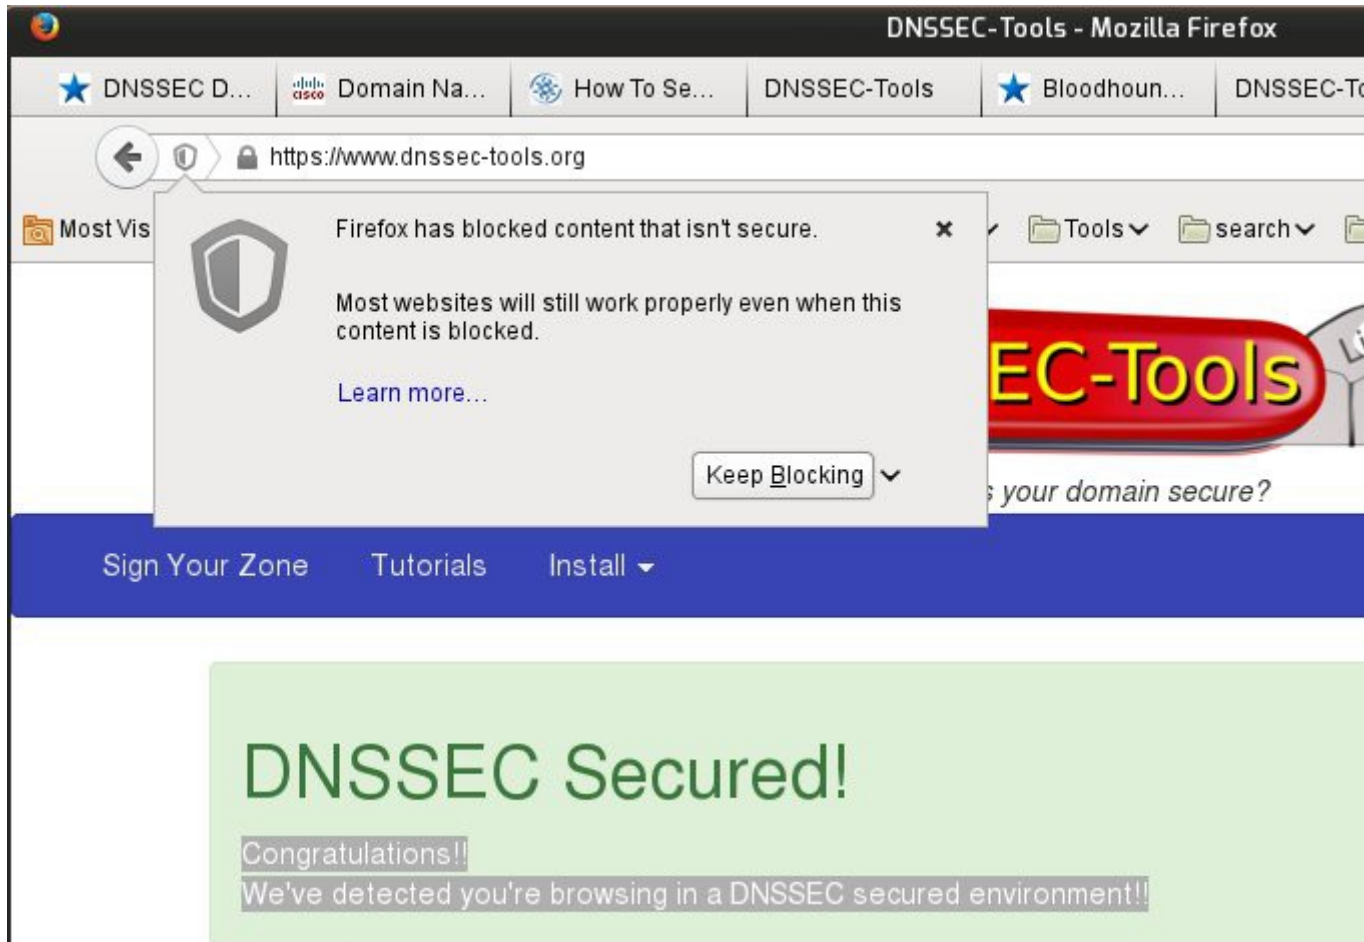 DNSSEC-Tools - Mozilla Firefox
DNSSEC D... Domain Na... How To Se... DNSSEC-Tools Bloodhoun... DNSSEC-To
https://www.dnssec-tools.org
Most Vis Tools search
Firefox has blocked content that isn't secure.
Most websites will still work properly even when this
content is blocked.
Learn more...
Keep Blocking
EC-Tools
your domain secure?
Sign Your Zone Tutorials Install
DNSSEC Secured!
Congratulations!!
We've detected you're browsing in a DNSSEC secured environment!!